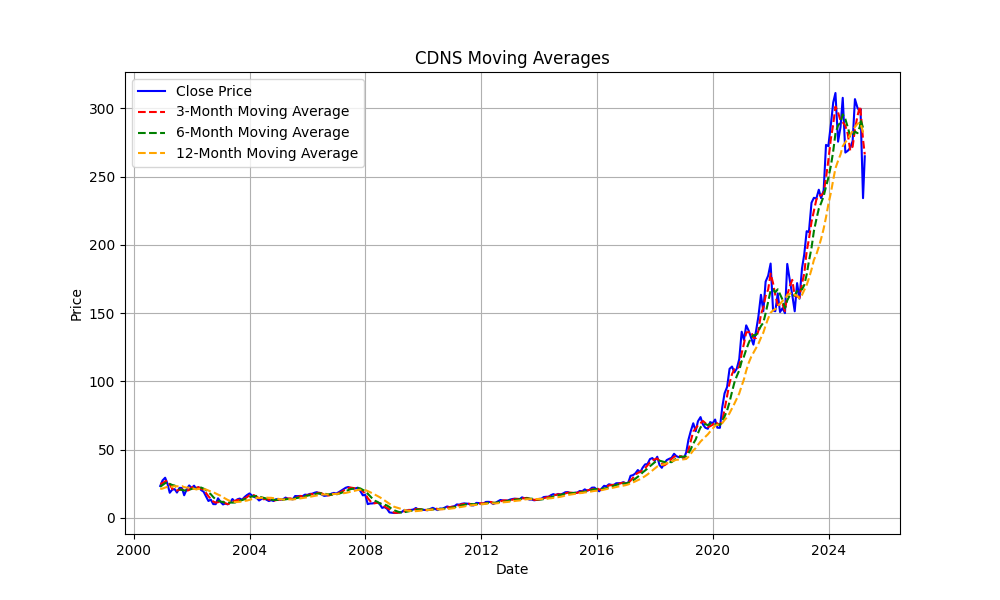 CDNS Moving Averages
Close Price
3-Month Moving Average
6-Month Moving Average
12-Month Moving Average
300
250
200
150
100
50
0
Price
2000 2004 2008 2012 2016 2020 2024
Date